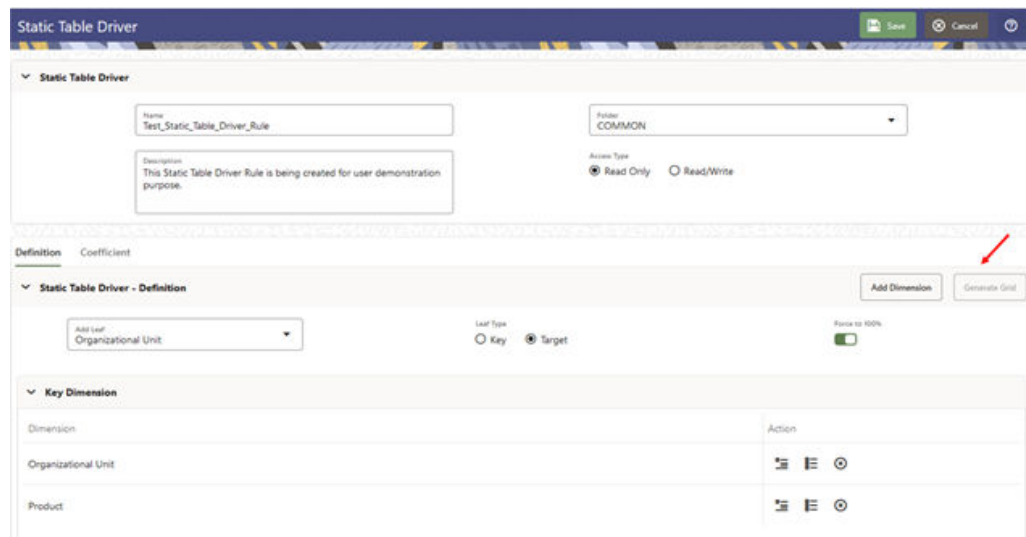 Static Table Driver
Save
Cancel
Static Table Driver
Name
Test_Static_Table_Driver_Rule
Folder
COMMON
Description
This Static Table Driver Rule is being created for user demonstration
purpose.
Access Type
Read Only
Read/Write
Definition
Coefficient
Static Table Driver - Definition
Add Dimension
Generate Grid
Add Leaf
Organizational Unit
Leaf Type
Key
Target
Force to 100%
Key Dimension
Dimension
Action
Organizational Unit
Product